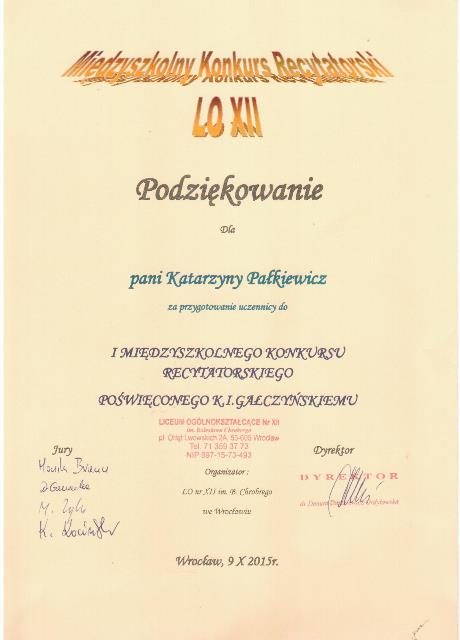 Międzyszkolny Konkurs Recytatorski
LO XII
Podziękowanie
Dla
pani Katarzyny Pałkiewicz
za przygotowanie uczennicy do
I MIĘDZYSZKOLNEGO KONKURSU
RECYTATORSKIEGO
POŚWIĘCONEGO K.I.GAŁCZYŃSKIEMU
LICEUM OGÓLNOKSZTAŁCĄCE Nr XII
im. Bolesława Chrobrego
pl. Orląt Lwowskich 2A, 53-605 Wrocław
Tel. 71 359 37 73
NIP 897-15-73-493
Jury
Dyrektor
DYREKTOR
Organizator :
LO nr XII im. B. Chrobrego
we Wrocławiu
Wrocław, 9 X 2015r.